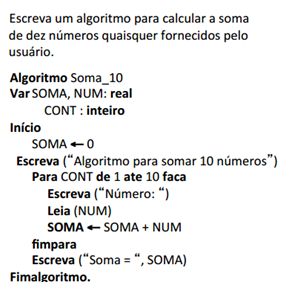 Escreva um algoritmo para calcular a soma
de dez números quaisquer fornecidos pelo
usuário.
Algoritmo Soma_10
Var SOMA, NUM: real
CONT : inteiro
Início
SOMA ← 0
Escreva (“Algoritmo para somar 10 números”)
Para CONT de 1 ate 10 faca
Escreva (“Número: “)
Leia (NUM)
SOMA ← SOMA + NUM
fimpara
Escreva (“Soma = “, SOMA)
Fimalgoritmo.